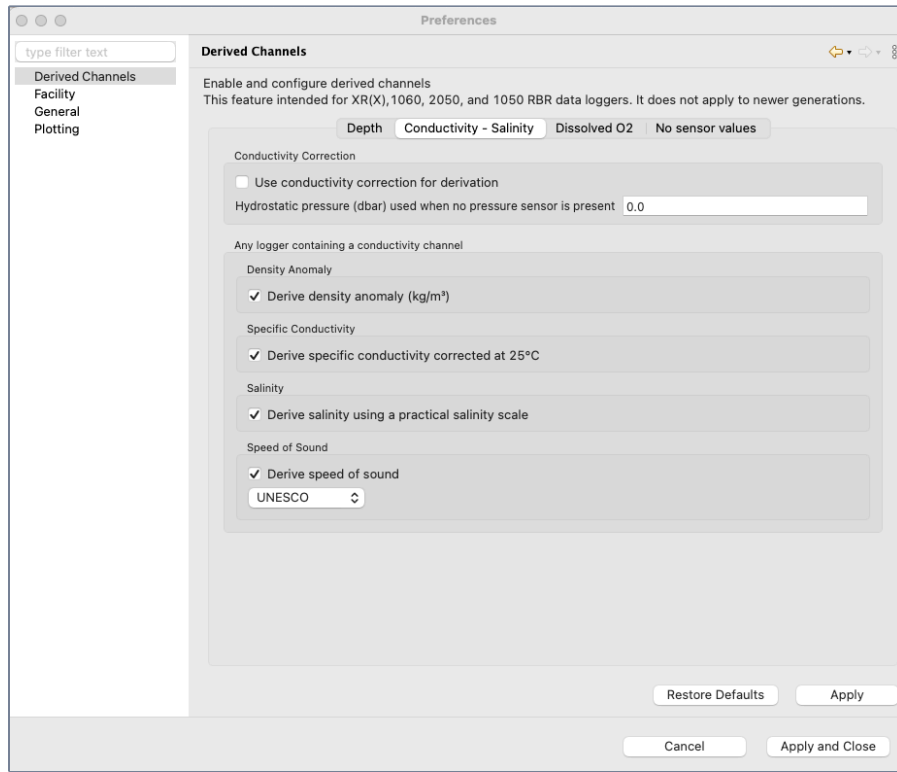 Preferences
type filter text
Derived Channels
Facility
General
Plotting
Derived Channels
Enable and configure derived channels
This feature intended for XR(X),1060, 2050, and 1050 RBR data loggers. It does not apply to newer generations.
Depth Conductivity - Salinity Dissolved O2 No sensor values
Conductivity Correction
Use conductivity correction for derivation
Hydrostatic pressure (dbar) used when no pressure sensor is present 0.0
Any logger containing a conductivity channel
Density Anomaly
Derive density anomaly (kg/m³)
Specific Conductivity
Derive specific conductivity corrected at 25°C
Salinity
Derive salinity using a practical salinity scale
Speed of Sound
Derive speed of sound
UNESCO
Restore Defaults Apply
Cancel Apply and Close